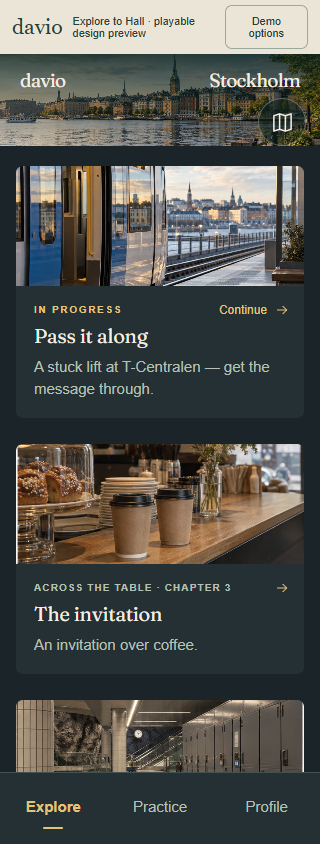 davio
Explore to Hall · playable
design preview
Demo
options
davio
Stockholm
IN PROGRESS
Continue →
Pass it along
A stuck lift at T-Centralen — get the
message through.
ACROSS THE TABLE · CHAPTER 3 →
The invitation
An invitation over coffee.
Explore
Practice
Profile